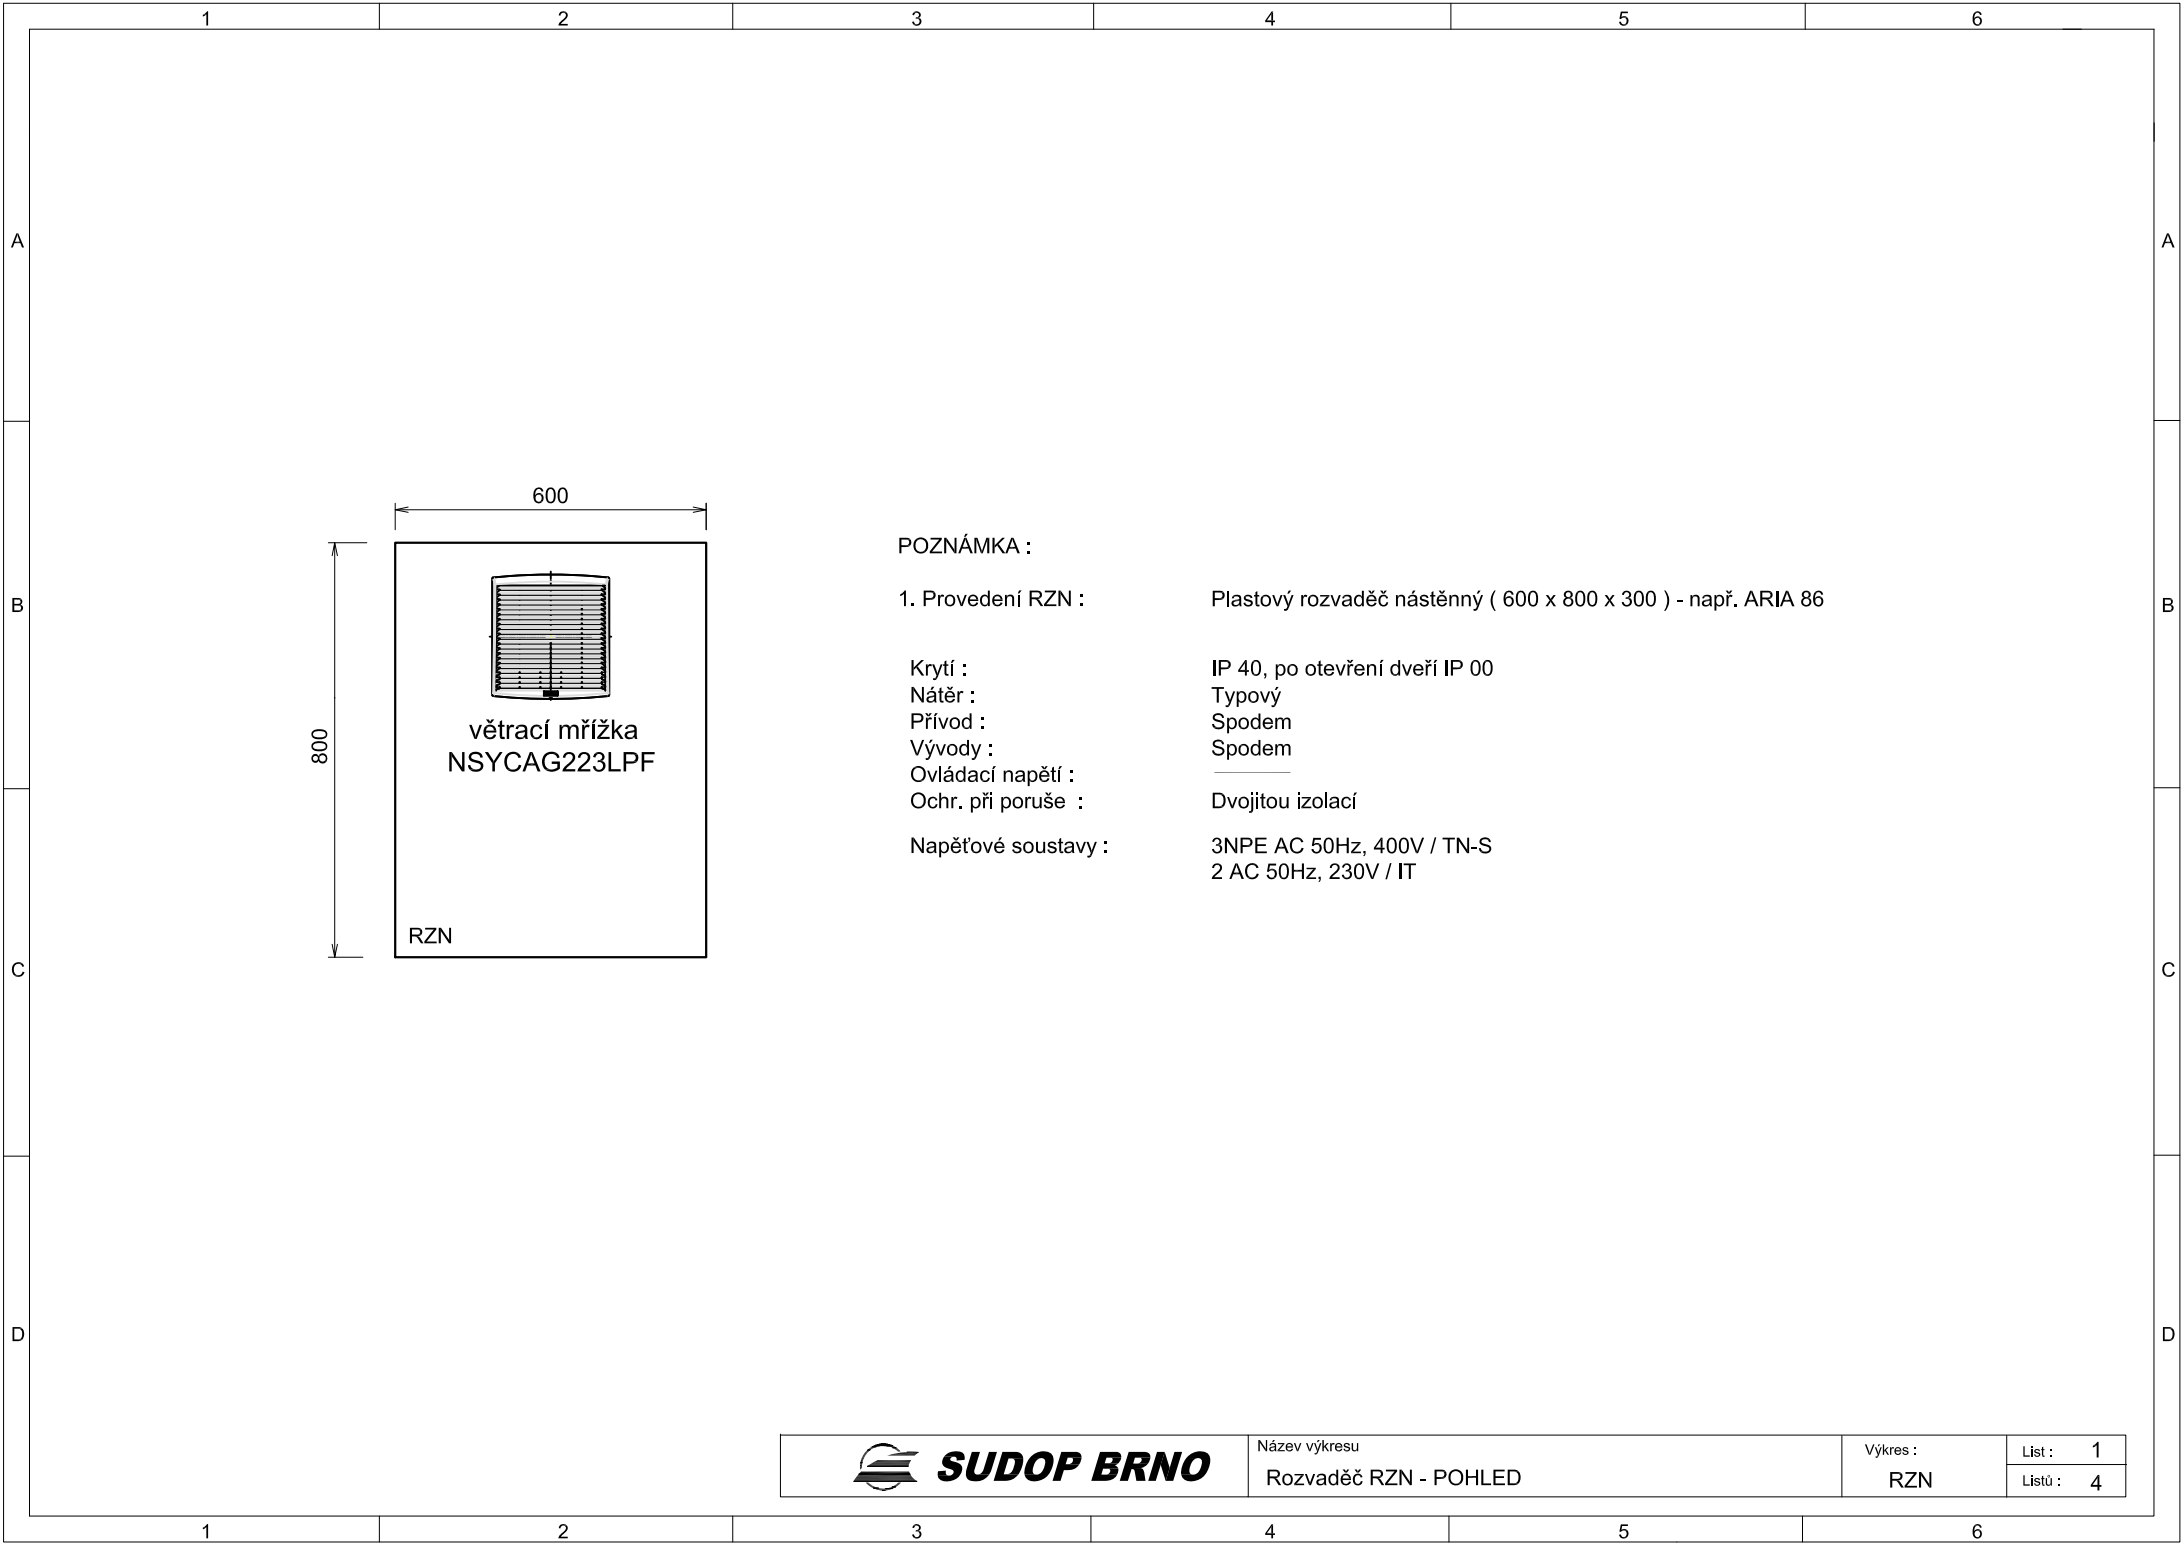 1 2 3 4 5 6
A A
600
POZNÁMKA :
1. Provedení RZN : Plastový rozvaděč nástěnný ( 600 x 800 x 300 ) - např. ARIA 86
B B
Krytí : IP 40, po otevření dveří IP 00
Nátěr : Typový
Přívod : Spodem
Vývody : Spodem
Ovládací napětí :
Ochr. při poruše : Dvojitou izolací
Napěťové soustavy : 3NPE AC 50Hz, 400V / TN-S
2 AC 50Hz, 230V / IT
větrací mřížka
NSYCAG223LPF
800
RZN
C C
D D
SUDOP BRNO
Název výkresu
Rozvaděč RZN - POHLED
Výkres :
RZN
List : 1
Listů : 4
1 2 3 4 5 6